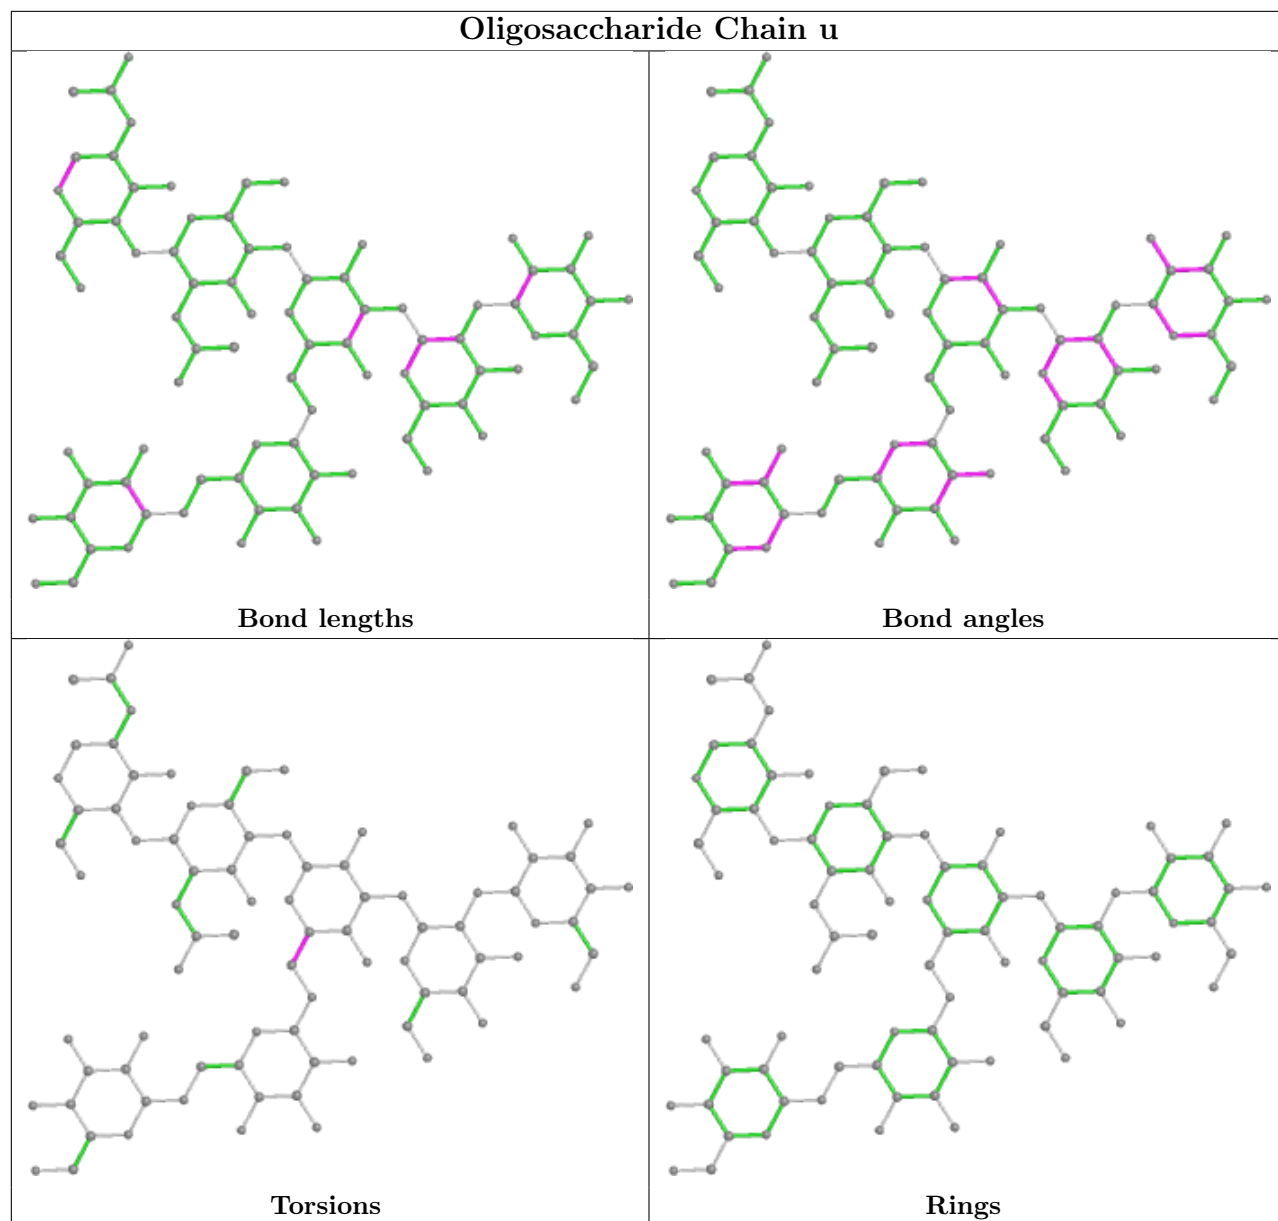 Oligosaccharide Chain u
Bond lengths
Bond angles
Torsions
Rings